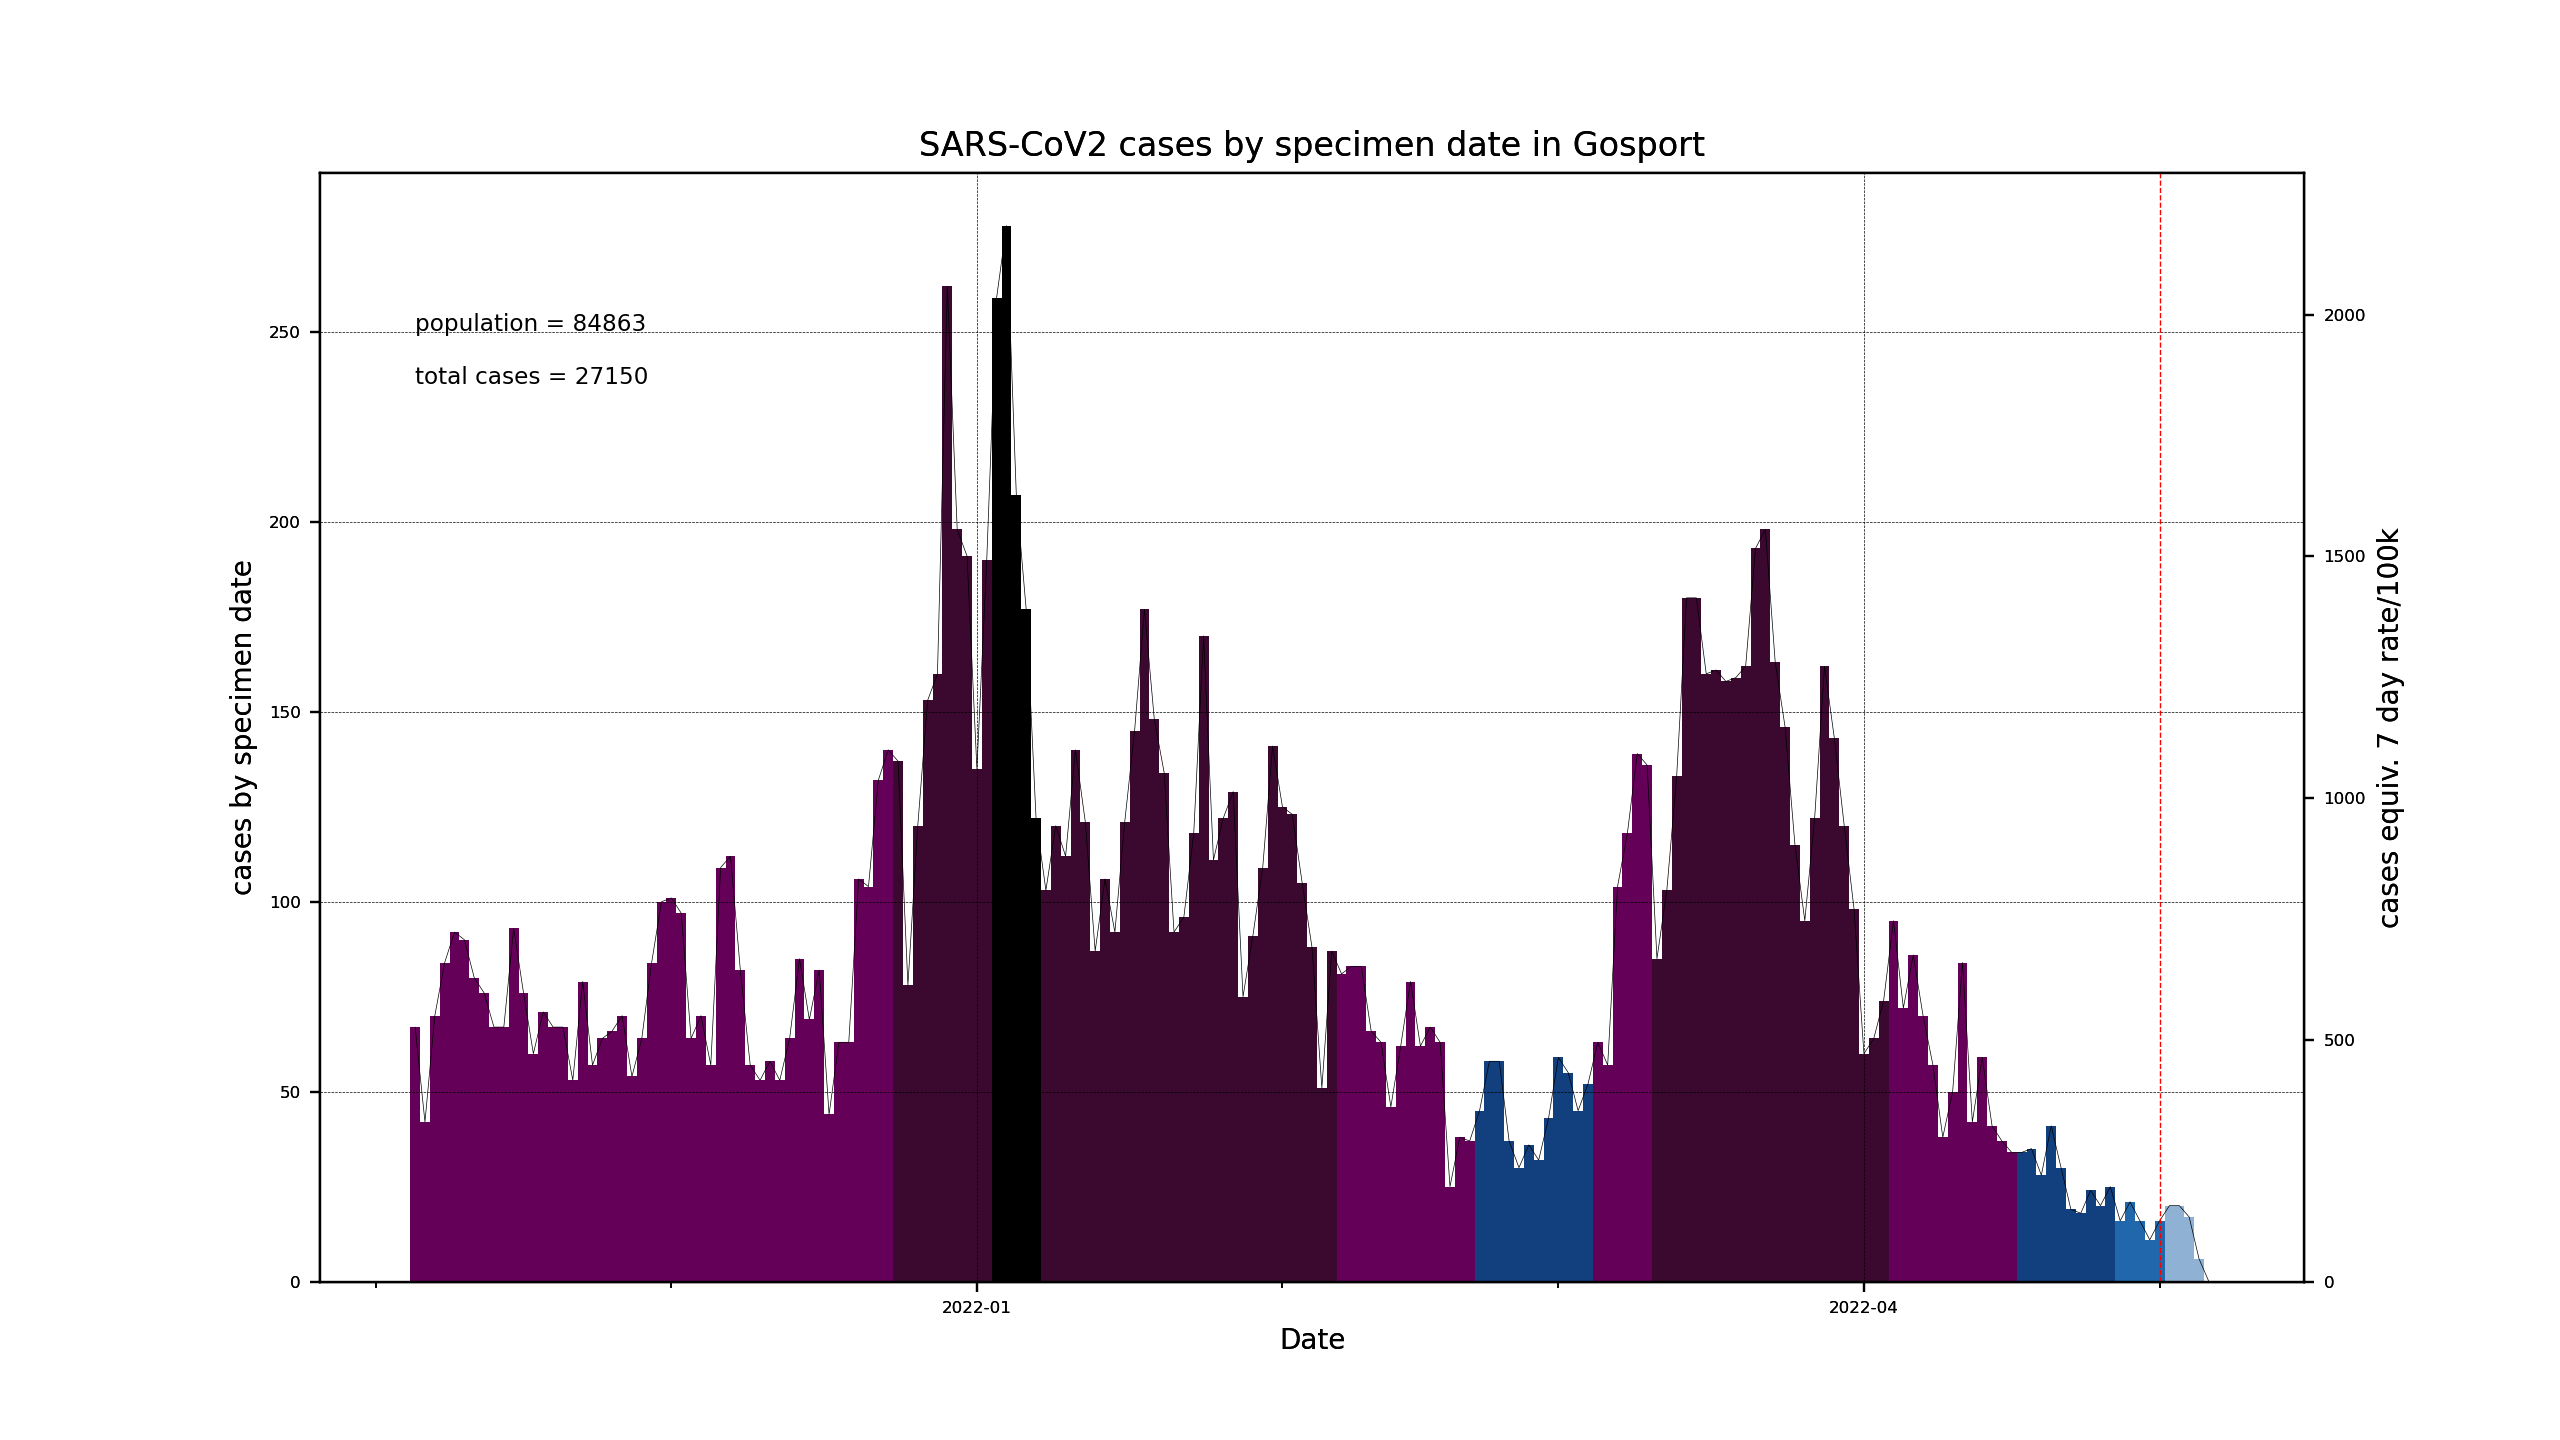 SARS-CoV2 cases by specimen date in Gosport
population = 84863
total cases = 27150
cases by specimen date
250
200
150
100
50
0
2000
1500
1000
500
0
cases equiv. 7 day rate/100k
2022-01
2022-04
Date